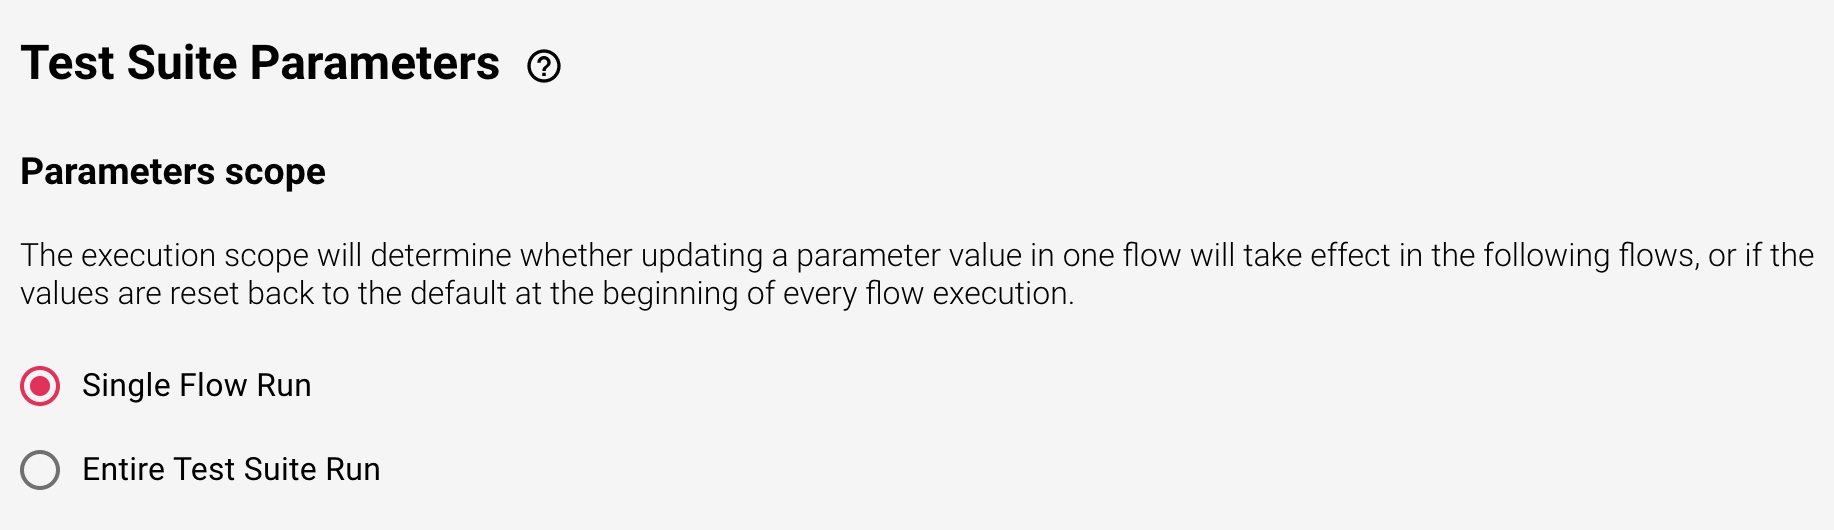 Test Suite Parameters
Parameters scope
The execution scope will determine whether updating a parameter value in one flow will take effect in the following flows, or if the
values are reset back to the default at the beginning of every flow execution.
Single Flow Run
Entire Test Suite Run